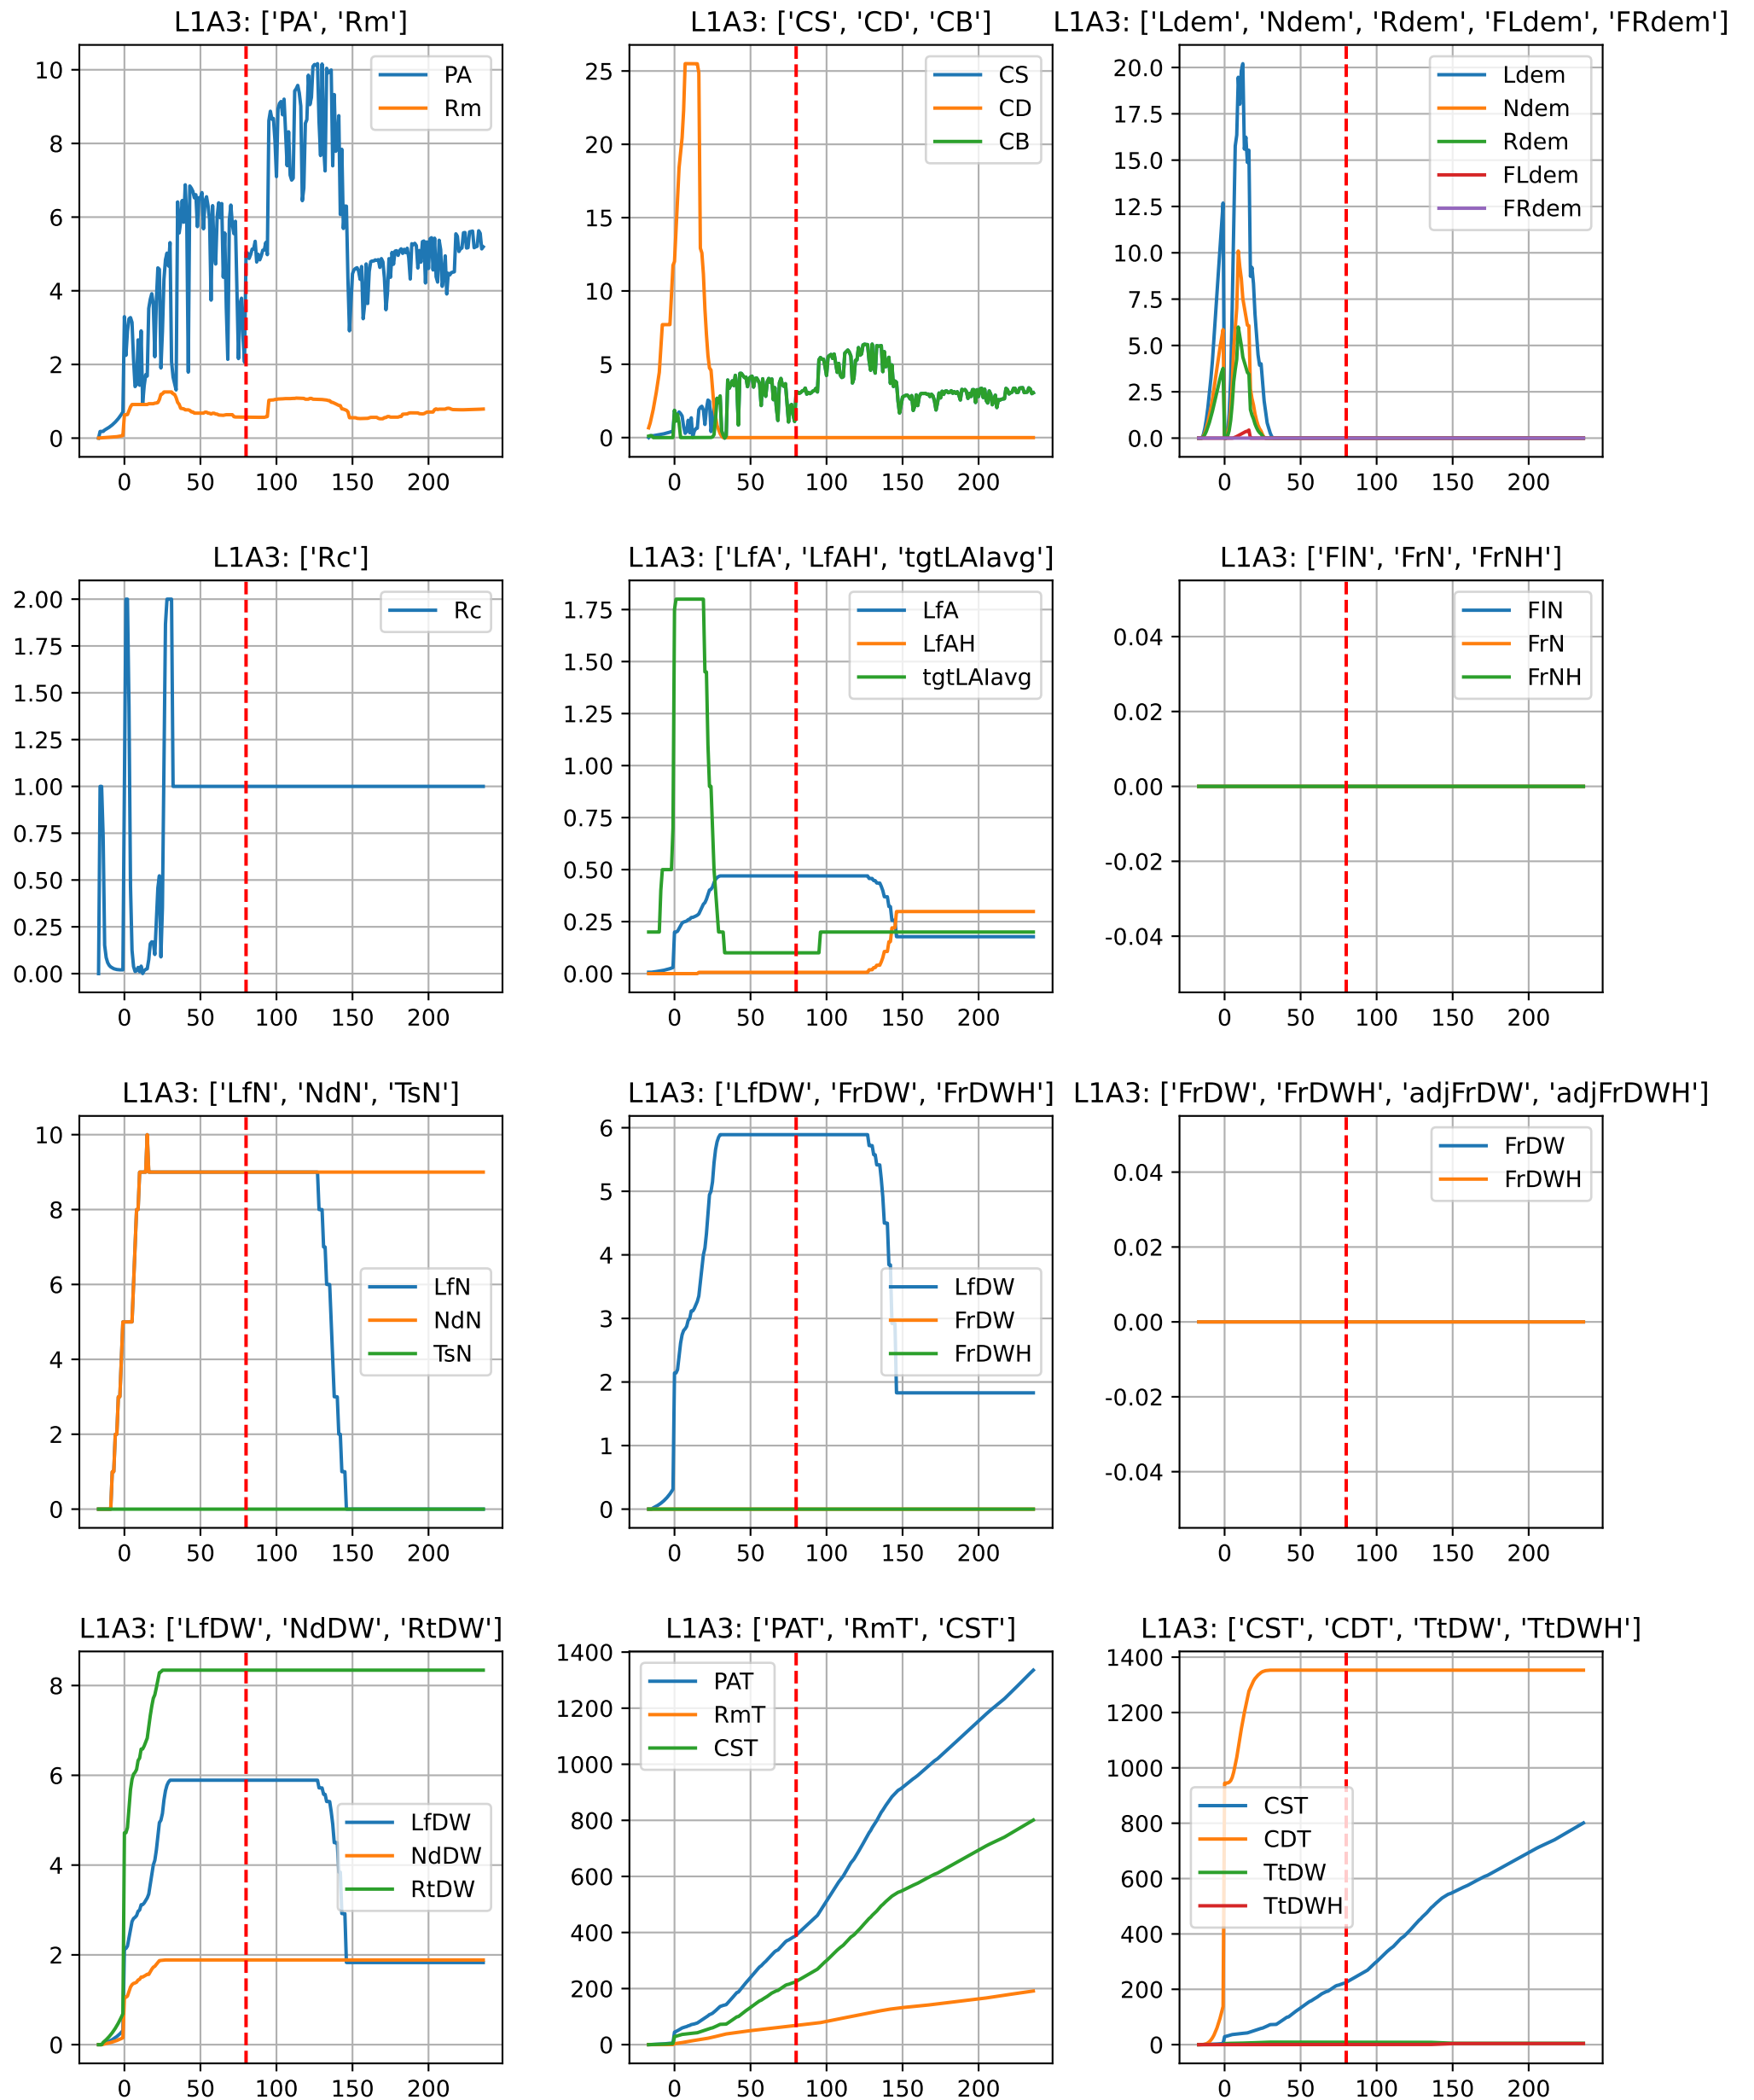 L1A3: ['PA', 'Rm']
PA
Rm
10
8
6
4
2
0
0 50 100 150 200
L1A3: ['CS', 'CD', 'CB']
CS
CD
CB
25
20
15
10
5
0
0 50 100 150 200
L1A3: ['Ldem', 'Ndem', 'Rdem', 'FLdem', 'FRdem']
Ldem
Ndem
Rdem
FLdem
FRdem
20.0
17.5
15.0
12.5
10.0
7.5
5.0
2.5
0.0
0 50 100 150 200
L1A3: ['Rc']
Rc
2.00
1.75
1.50
1.25
1.00
0.75
0.50
0.25
0.00
0 50 100 150 200
L1A3: ['LfA', 'LfAH', 'tgtLAIavg']
LfA
LfAH
tgtLAIavg
1.75
1.50
1.25
1.00
0.75
0.50
0.25
0.00
0 50 100 150 200
L1A3: ['FlN', 'FrN', 'FrNH']
FlN
FrN
FrNH
0.04
0.02
0.00
-0.02
-0.04
0 50 100 150 200
L1A3: ['LfN', 'NdN', 'TsN']
LfN
NdN
TsN
10
8
6
4
2
0
0 50 100 150 200
L1A3: ['LfDW', 'FrDW', 'FrDWH']
LfDW
FrDW
FrDWH
6
5
4
3
2
1
0
0 50 100 150 200
L1A3: ['FrDW', 'FrDWH', 'adjFrDW', 'adjFrDWH']
FrDW
FrDWH
0.04
0.02
0.00
-0.02
-0.04
0 50 100 150 200
L1A3: ['LfDW', 'NdDW', 'RtDW']
LfDW
NdDW
RtDW
8
6
4
2
0
0 50 100 150 200
L1A3: ['PAT', 'RmT', 'CST']
PAT
RmT
CST
1400
1200
1000
800
600
400
200
0
0 50 100 150 200
L1A3: ['CST', 'CDT', 'TtDW', 'TtDWH']
CST
CDT
TtDW
TtDWH
1400
1200
1000
800
600
400
200
0
0 50 100 150 200